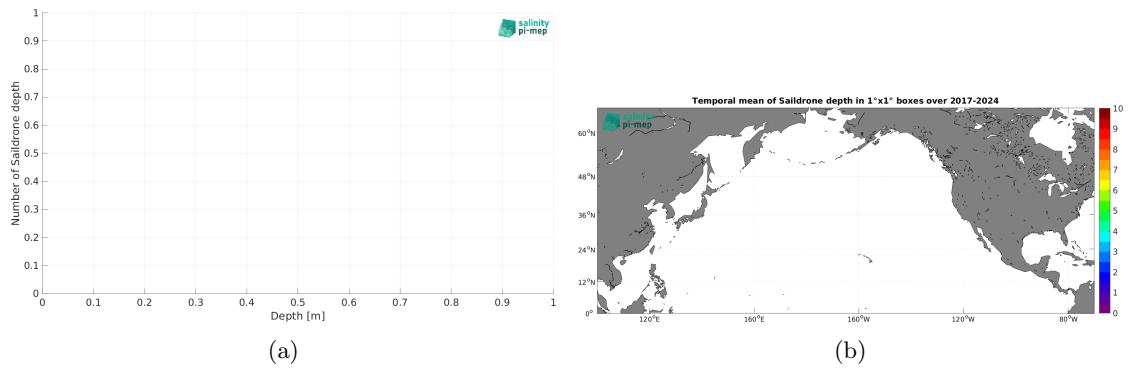 salinity
pi-mep
1
0.9
0.8
0.7
0.6
0.5
0.4
0.3
0.2
0.1
0
Number of Saildrone depth
0 0.1 0.2 0.3 0.4 0.5 0.6 0.7 0.8 0.9 1
Depth [m]
(a)
Temporal mean of Saildrone depth in 1°x1° boxes over 2017-2024
salinity
pi-mep
60°N
48°N
36°N
24°N
12°N
0°
120°E 160°E 160°W 120°W 80°W
10
9
8
7
6
5
4
3
2
1
0
(b)